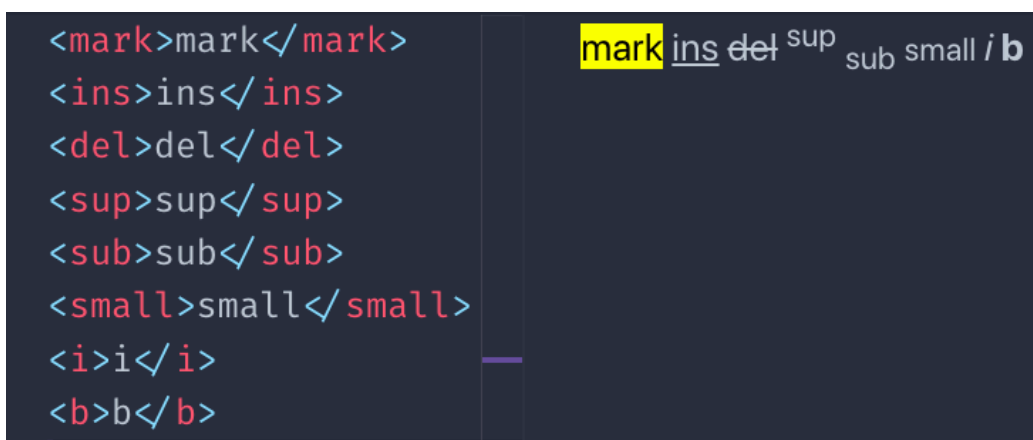 <mark>mark</mark>
<ins>ins</ins>
<del>del</del>
<sup>sup</sup>
<sub>sub</sub>
<small>small</small>
<i>i</i>
<b>b</b>
mark ins del sup sub small i b